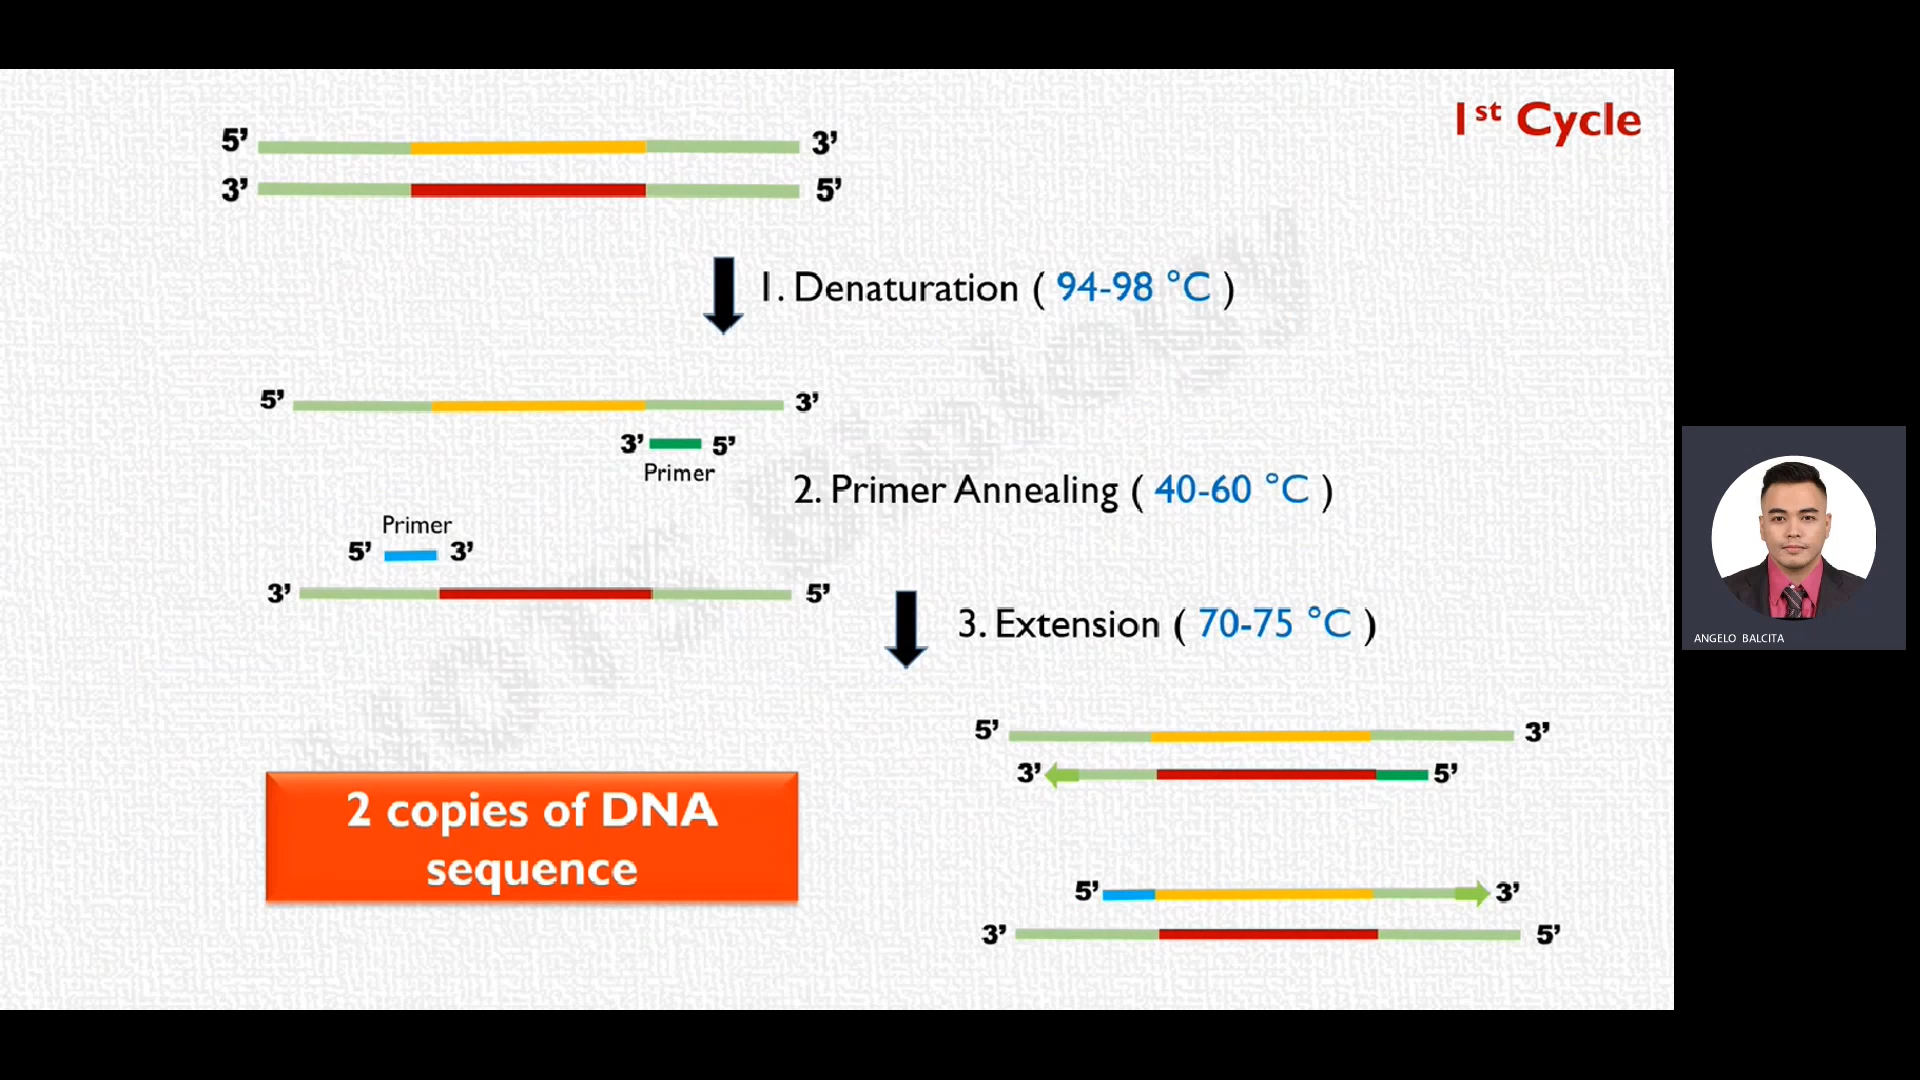 1st Cycle
5’ 3’
3’ 5’
1. Denaturation ( 94-98 °C )
5’ 3’
3’ 5’
Primer
2. Primer Annealing ( 40-60 °C )
Primer
5’ 3’
3’ 5’
3. Extension ( 70-75 °C )
5’ 3’
3’ 5’
2 copies of DNA
sequence
5’ 3’
3’ 5’
ANGELO BALCITA